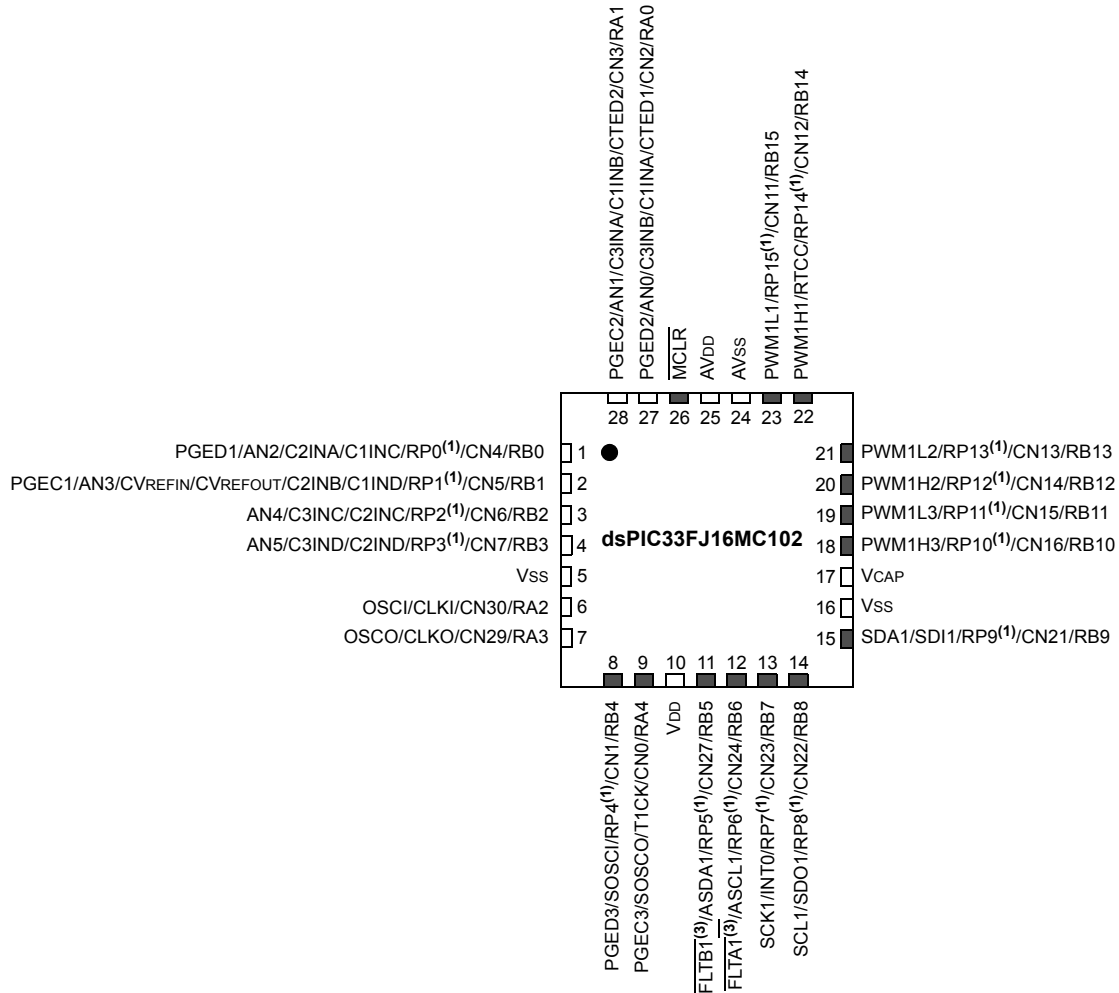 PGEC2/AN1/C3INA/C1INB/CTED2/CN3/RA1
PGED2/AN0/C3INB/C1INA/CTED1/CN2/RA0
MCLR
AVDD
AVSS
PWM1L1/RP15(1)/CN11/RB15
PWM1H1/RTCC/RP14(1)/CN12/RB14
28 27 26 25 24 23 22
PGED1/AN2/C2INA/C1INC/RP0(1)/CN4/RB0 1
PGEC1/AN3/CVREFIN/CVREFOUT/C2INB/C1IND/RP1(1)/CN5/RB1 2
AN4/C3INC/C2INC/RP2(1)/CN6/RB2 3
AN5/C3IND/C2IND/RP3(1)/CN7/RB3 4
VSS 5
OSCI/CLKI/CN30/RA2 6
OSCO/CLKO/CN29/RA3 7
dsPIC33FJ16MC102
21 PWM1L2/RP13(1)/CN13/RB13
20 PWM1H2/RP12(1)/CN14/RB12
19 PWM1L3/RP11(1)/CN15/RB11
18 PWM1H3/RP10(1)/CN16/RB10
17 VCAP
16 VSS
15 SDA1/SDI1/RP9(1)/CN21/RB9
8 9 10 11 12 13 14
PGED3/SOSCI/RP4(1)/CN1/RB4
PGEC3/SOSCO/T1CK/CN0/RA4
VDD
FLTB1(3)/ASDA1/RP5(1)/CN27/RB5
FLTA1(3)/ASCL1/RP6(1)/CN24/RB6
SCK1/INT0/RP7(1)/CN23/RB7
SCL1/SDO1/RP8(1)/CN22/RB8